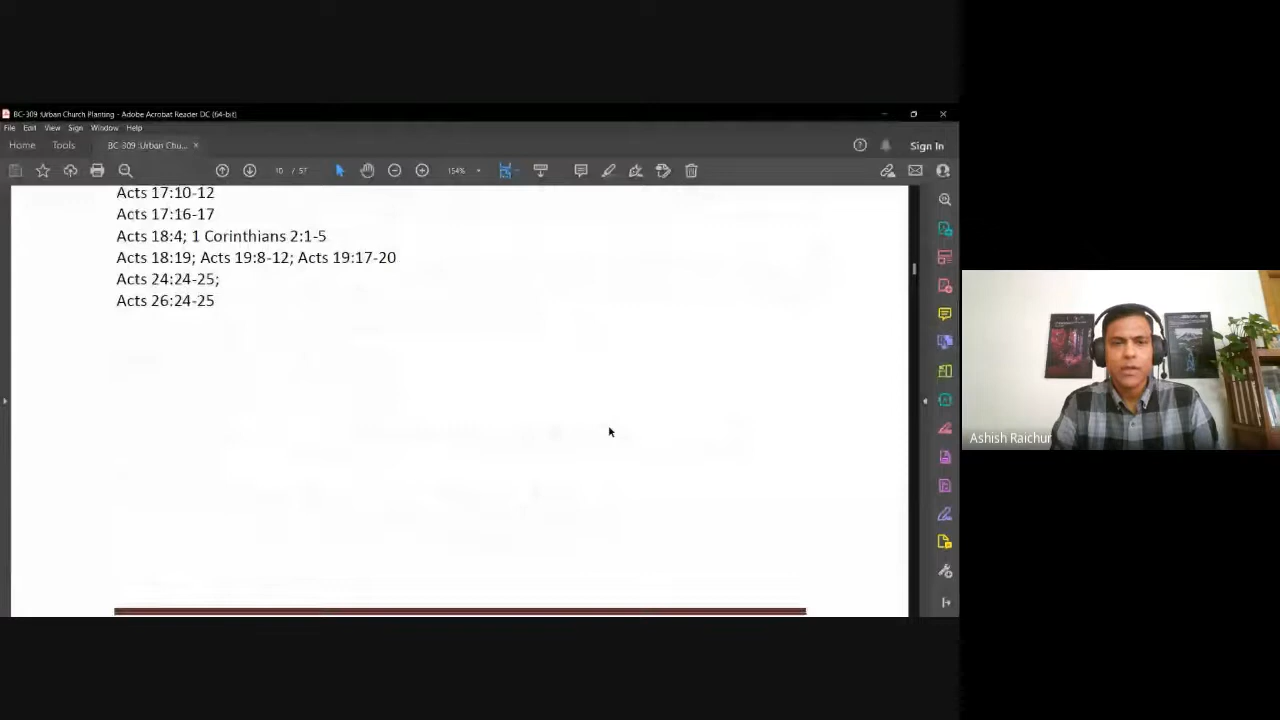 BC-309 :Urban Church Planting - Adobe Acrobat Reader DC (64-bit)
File Edit View Sign Window Help
Home Tools BC-309 :Urban Chu... ×
10 / 57 154% Sign In
Acts 17:10-12
Acts 17:16-17
Acts 18:4; 1 Corinthians 2:1-5
Acts 18:19; Acts 19:8-12; Acts 19:17-20
Acts 24:24-25;
Acts 26:24-25
Ashish Raichur